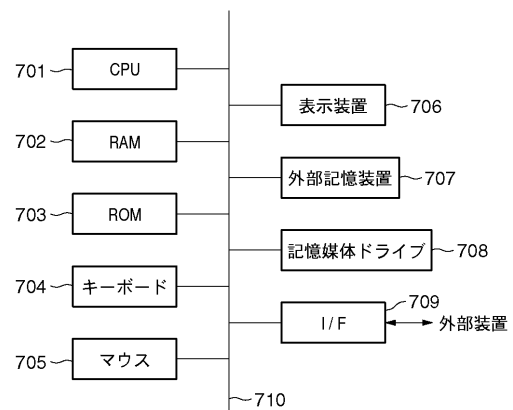 701
CPU
702
RAM
703
ROM
704
キーボード
705
マウス
表示装置
706
外部記憶装置
707
記憶媒体ドライブ
708
709
I/F
外部装置
710